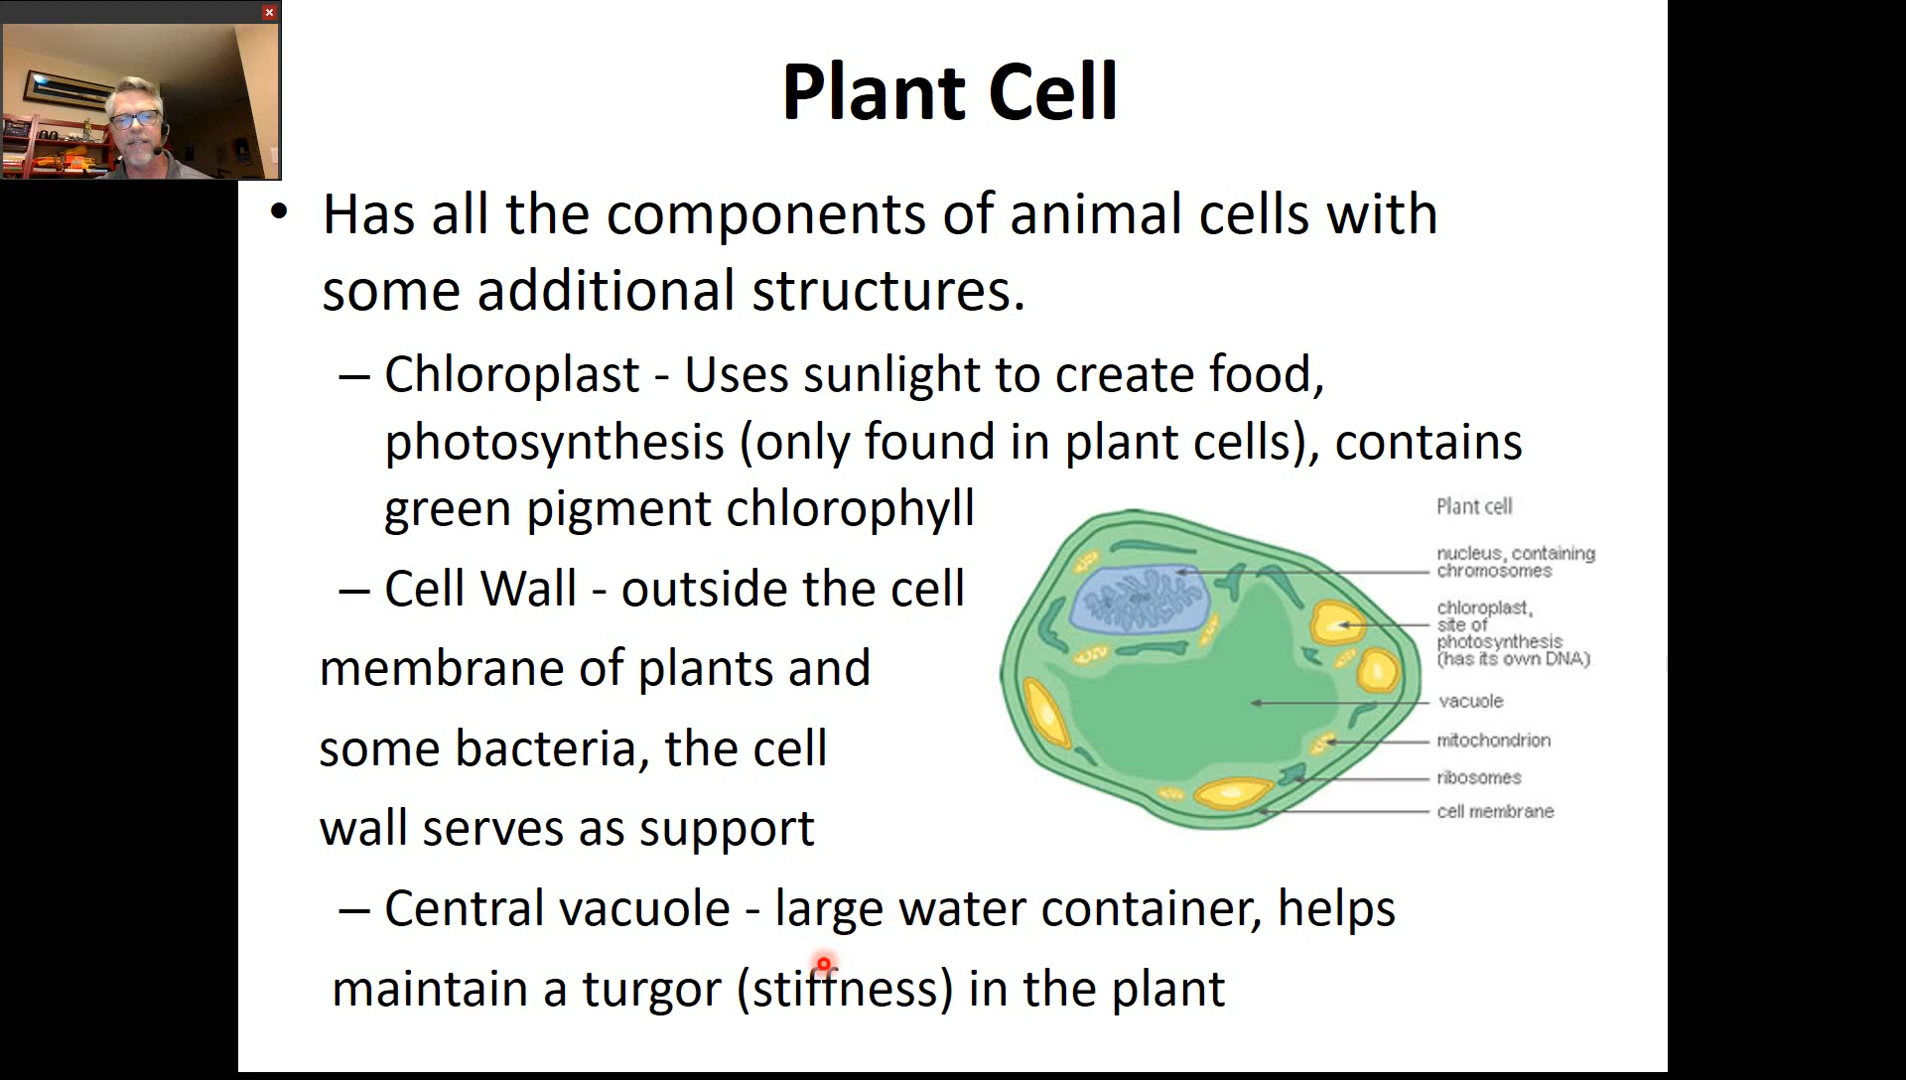 Plant Cell
• Has all the components of animal cells with
some additional structures.
– Chloroplast - Uses sunlight to create food,
photosynthesis (only found in plant cells), contains
green pigment chlorophyll
– Cell Wall - outside the cell
membrane of plants and
some bacteria, the cell
wall serves as support
– Central vacuole - large water container, helps
maintain a turgor (stiffness) in the plant
Plant cell
nucleus, containing
chromosomes
chloroplast,
site of
photosynthesis
(has its own DNA)
vacuole
mitochondrion
ribosomes
cell membrane